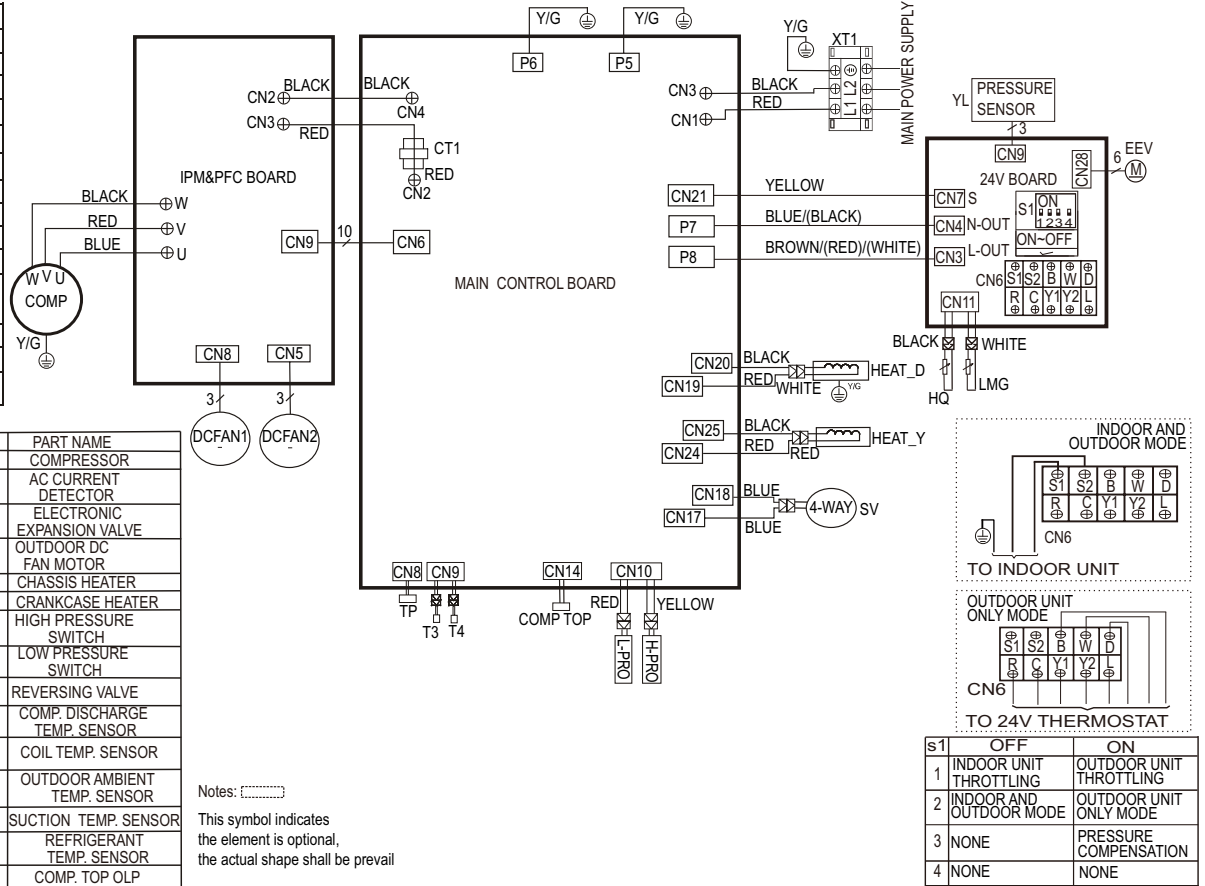 Y/G
Y/G
Y/G
XT1
MAIN POWER SUPPLY
P6
P5
BLACK
BLACK
CN2
CN4
CN3
RED
CT1
RED
CN2
IPM&PFC BOARD
CN3
BLACK
RED
CN1
L1 L2
YL
PRESSURE
SENSOR
3
CN9
CN28
6
EEV
M
24V BOARD
BLACK
W
RED
V
BLUE
U
W V U
COMP
Y/G
CN9
10
CN6
MAIN CONTROL BOARD
CN21
YELLOW
CN7 S
P7
BLUE/(BLACK)
CN4 N-OUT
P8
BROWN/(RED)/(WHITE)
CN3 L-OUT
S1
ON
1234
ON~OFF
CN6
S1 S2 B W D
R C Y1 Y2 L
CN11
BLACK
WHITE
HQ
LMG
CN8
CN5
3
3
DCFAN1
DCFAN2
CN20
BLACK
HEAT_D
CN19
RED
WHITE
Y/G
CN25
BLACK
HEAT_Y
CN24
RED
RED
CN18
BLUE
4-WAY
SV
CN17
BLUE
CN8
CN9
CN14
CN10
TP
T3
T4
COMP TOP
RED
YELLOW
L-PRO
H-PRO
INDOOR AND
OUTDOOR MODE
S1 S2 B W D
R C Y1 Y2 L
CN6
TO INDOOR UNIT
OUTDOOR UNIT
ONLY MODE
S1 S2 B W D
R C Y1 Y2 L
CN6
TO 24V THERMOSTAT
s1 OFF ON
1 INDOOR UNIT THROTTLING OUTDOOR UNIT THROTTLING
2 INDOOR AND OUTDOOR MODE OUTDOOR UNIT ONLY MODE
3 NONE PRESSURE COMPENSATION
4 NONE NONE
PART NAME
COMPRESSOR
AC CURRENT
DETECTOR
ELECTRONIC
EXPANSION VALVE
OUTDOOR DC
FAN MOTOR
CHASSIS HEATER
CRANKCASE HEATER
HIGH PRESSURE
SWITCH
LOW PRESSURE
SWITCH
REVERSING VALVE
COMP. DISCHARGE
TEMP. SENSOR
COIL TEMP. SENSOR
OUTDOOR AMBIENT
TEMP. SENSOR
SUCTION TEMP. SENSOR
REFRIGERANT
TEMP. SENSOR
COMP. TOP OLP
Notes:
This symbol indicates
the element is optional,
the actual shape shall be prevail